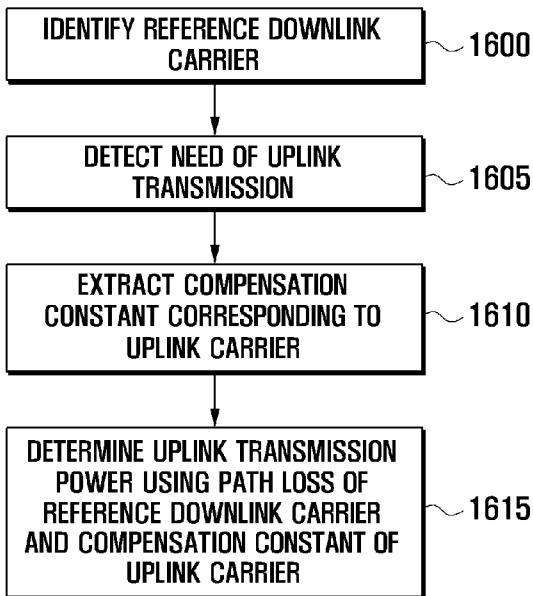 IDENTIFY REFERENCE DOWNLINK
CARRIER
1600
DETECT NEED OF UPLINK
TRANSMISSION
1605
EXTRACT COMPENSATION
CONSTANT CORRESPONDING TO
UPLINK CARRIER
1610
DETERMINE UPLINK TRANSMISSION
POWER USING PATH LOSS OF
REFERENCE DOWNLINK CARRIER
AND COMPENSATION CONSTANT OF
UPLINK CARRIER
1615